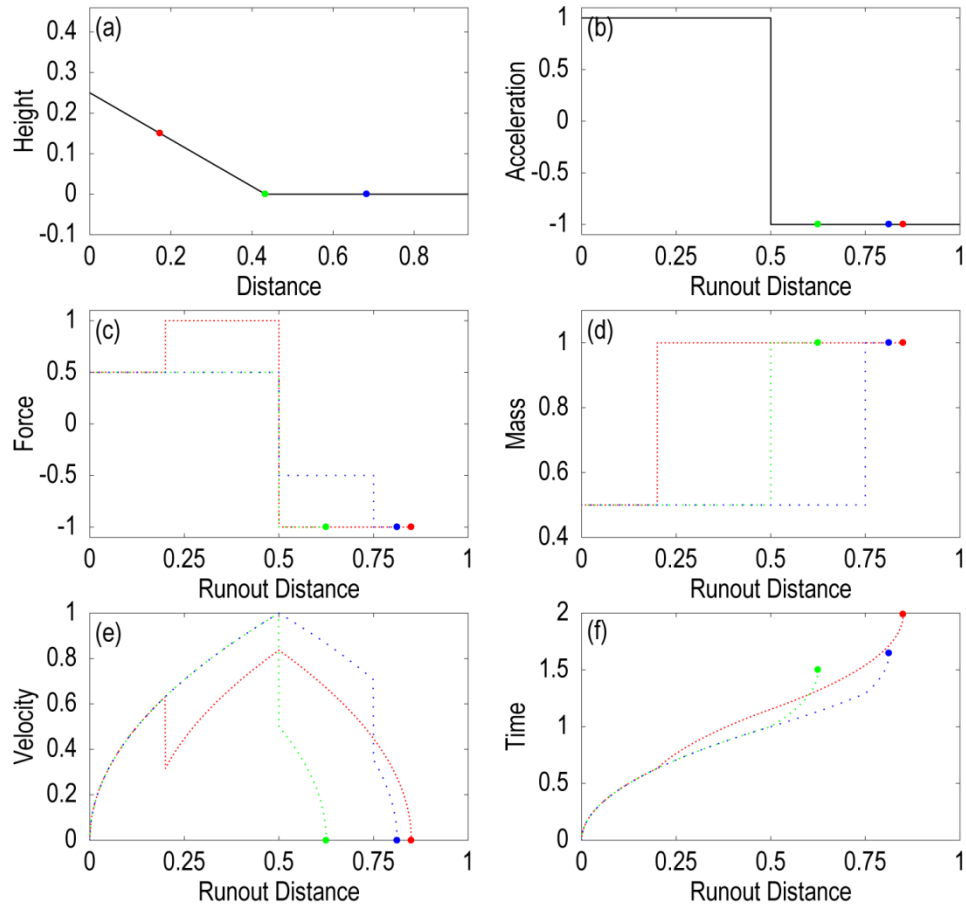 (a)
Height
0.4
0.3
0.2
0.1
0
-0.1
0 0.2 0.4 0.6 0.8
Distance
(b)
Acceleration
1
0.5
0
-0.5
-1
0 0.25 0.5 0.75 1
Runout Distance
(c)
Force
1
0.5
0
-0.5
-1
0 0.25 0.5 0.75 1
Runout Distance
(d)
Mass
1
0.8
0.6
0.4
0 0.25 0.5 0.75 1
Runout Distance
(e)
Velocity
1
0.8
0.6
0.4
0.2
0
0 0.25 0.5 0.75 1
Runout Distance
(f)
Time
2
1.5
1
0.5
0
0 0.25 0.5 0.75 1
Runout Distance